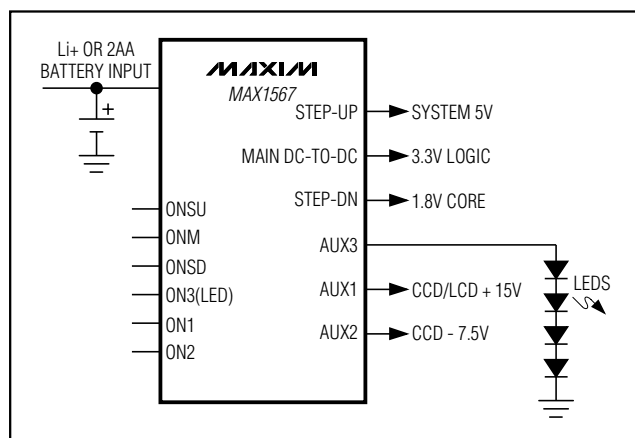 Li+ OR 2AA
BATTERY INPUT
MAXIM
MAX1567
+
STEP-UP
SYSTEM 5V
MAIN DC-TO-DC
3.3V LOGIC
STEP-DN
1.8V CORE
ONSU
ONM
ONSD
ON3(LED)
ON1
ON2
AUX3
LEDS
AUX1
CCD/LCD + 15V
AUX2
CCD - 7.5V